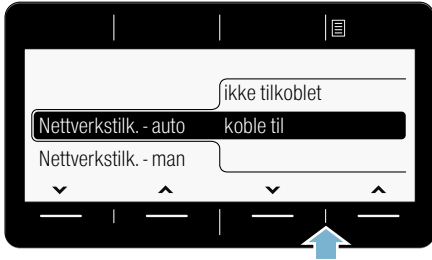 ikke tilkoblet
Nettverkstilk. - auto koble til
Nettverkstilk. - man